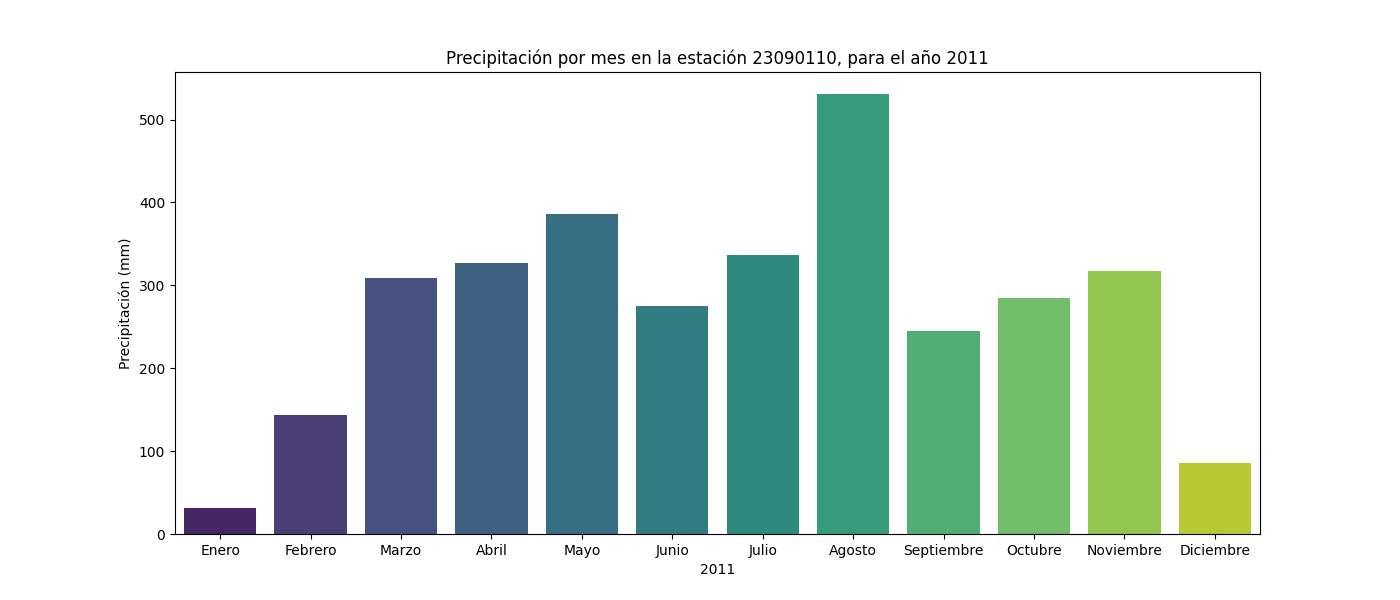 Precipitación por mes en la estación 23090110, para el año 2011
Precipitación (mm)
500
400
300
200
100
0
Enero Febrero Marzo Abril Mayo Junio Julio Agosto Septiembre Octubre Noviembre Diciembre
2011